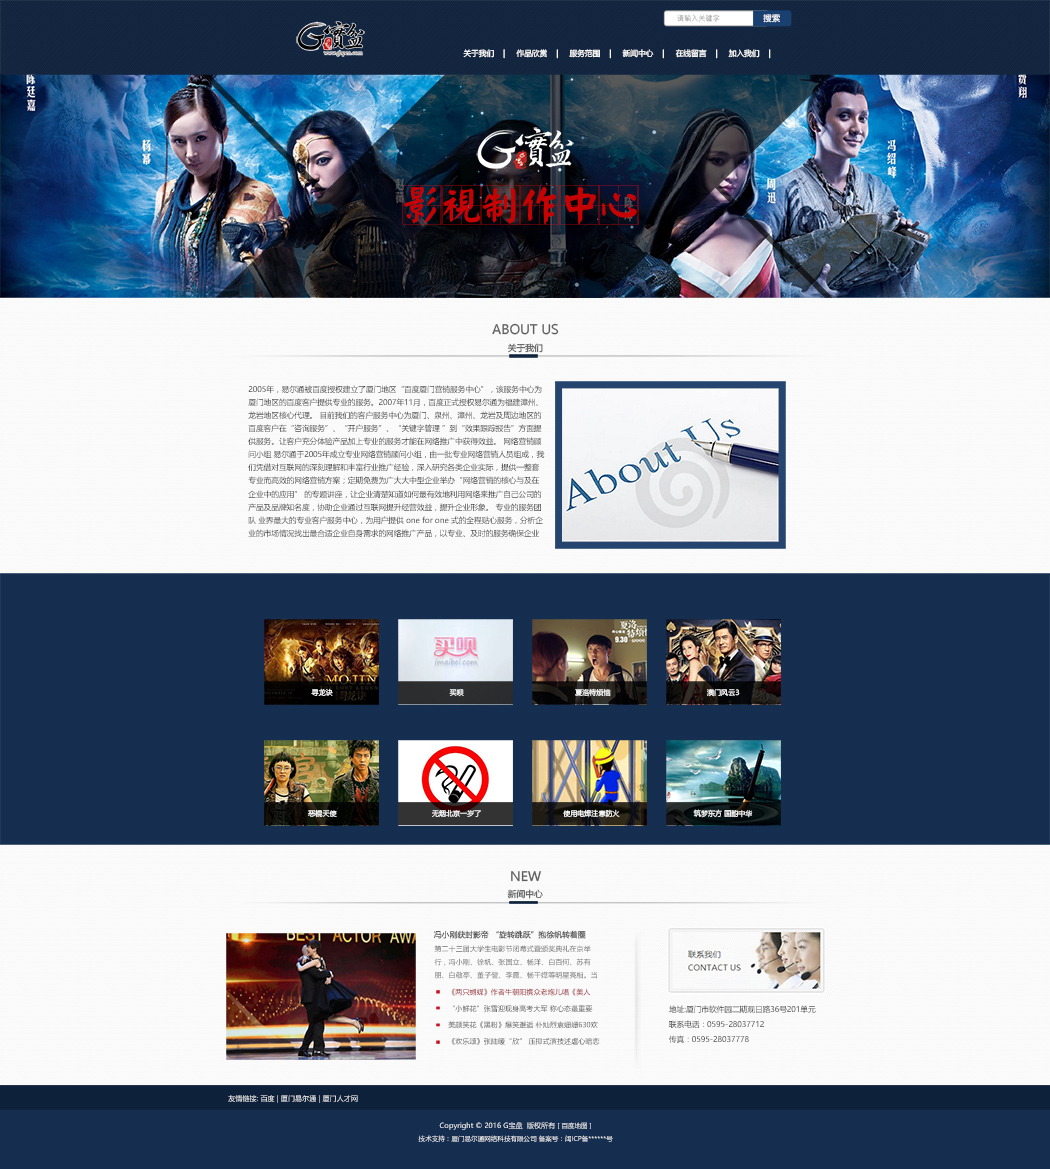 G寶盆
请输入关键字
搜索
关于我们 | 作品欣赏 | 服务范围 | 新闻中心 | 在线留言 | 加入我们 |
陈廷嘉
杨幂
G寶盆
影视制作中心
周迅
冯绍峰
费翔
ABOUT US
关于我们
2005年，易尔通被百度授权建立了厦门地区“百度厦门营销服务中心”，该服务中心为
厦门地区的百度客户提供专业的服务。2007年11月，百度正式授权易尔通为福建漳州、
龙岩地区核心代理。 目前我们的客户服务中心为厦门、泉州、漳州、龙岩及周边地区的
百度客户在“咨询服务”、 “开户服务”、 “关键字管理 ”到“效果跟踪报告”方面提
供服务。让客户充分体验产品加上专业的服务才能在网络推广中获得效益。 网络营销顾
问小组 易尔通于2005年成立专业网络营销顾问小组，由一批专业网络营销人员组成，我
们凭借对互联网的深刻理解和丰富行业推广经验，深入研究各类企业实际，提供一整套
专业而高效的网络营销方案；定期免费为广大大中型企业举办“网络营销的核心与及在
企业中的应用” 的专题讲座，让企业清楚知道如何最有效地利用网络来推广自己公司的
产品及品牌知名度，协助企业通过互联网提升经营效益，提升企业形象。 专业的服务团
队 业界最大的专业客户服务中心，为用户提供 one for one 式的全程贴心服务，分析企
业的市场情况找出最合适企业自身需求的网络推广产品，以专业、及时的服务确保企业
About Us
MOJIN
寻龙诀
买呗
imaibei.com
买呗
夏洛特烦恼
9.30
夏洛特烦恼
澳门风云3
恶棍天使
无烟北京一岁了
使用电焊注意防火
筑梦东方 国酿中华
NEW
新闻中心
BEST ACTOR AWA
冯小刚获封影帝 “旋转跳跃”抱徐帆转着圈
第二十三届大学生电影节闭幕式暨颁奖典礼在京举
行，冯小刚、徐帆、张国立、杨洋、白百何、苏有
朋、白敬亭、董子健、李晨、杨千嬅等明星亮相。当
《两只蝴蝶》作者牛朝阳携众老炮儿唱《美人
“小鲜花”张雪迎现身高考大军 称心态最重要
美颜笑花《黑粉》爆笑邂逅 朴灿烈袁姗姗630欢
《欢乐颂》张陆暖“欣” 压抑式演技述虐心暗恋
联系我们
CONTACT US
地址:厦门市软件园二期观日路36号201单元
联系电话：0595-28037712
传真：0595-28037778
友情链接: 百度 | 厦门易尔通 | 厦门人才网
Copyright © 2016 G宝盘 版权所有 [ 百度地图 ]
技术支持：厦门易尔通网络科技有限公司 备案号：闽ICP备******号